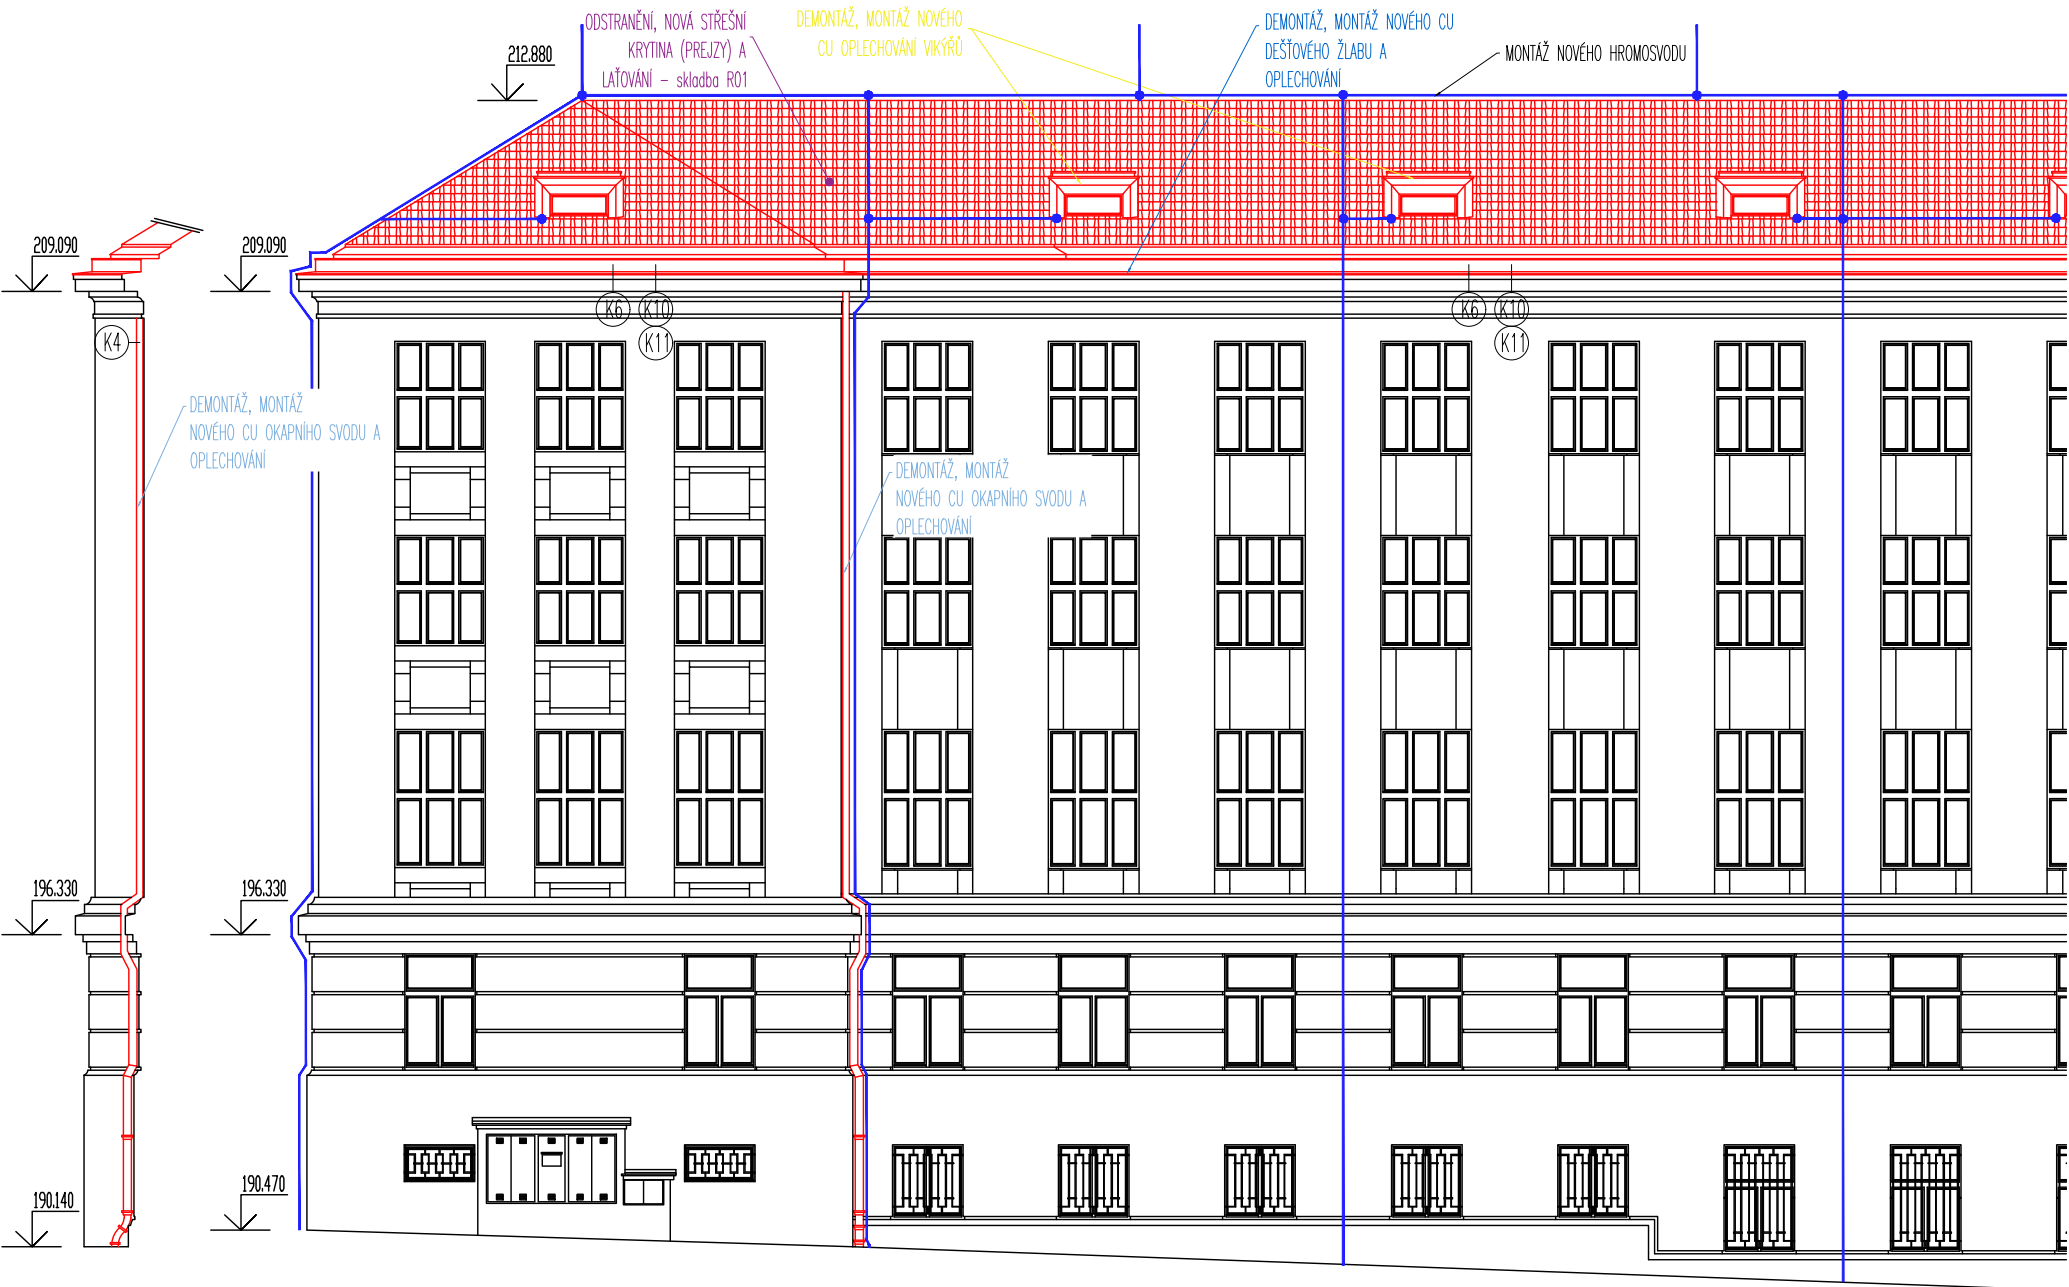 ODSTRANĚNÍ, NOVÁ STŘEŠNÍ
KRYTINA (PREJZY) A
LAŤOVÁNÍ – skladba R01
DEMONTÁŽ, MONTÁŽ NOVÉHO
CU OPLECHOVÁNÍ VIKÝŘŮ
DEMONTÁŽ, MONTÁŽ NOVÉHO CU
DEŠŤOVÉHO ŽLABU A
OPLECHOVÁNÍ
MONTÁŽ NOVÉHO HROMOSVODU
212.880
209.090
209.090
K6
K10
K11
K6
K10
K11
K4
DEMONTÁŽ, MONTÁŽ
NOVÉHO CU OKAPNÍHO SVODU A
OPLECHOVÁNÍ
DEMONTÁŽ, MONTÁŽ
NOVÉHO CU OKAPNÍHO SVODU A
OPLECHOVÁNÍ
196.330
196.330
190.140
190.470